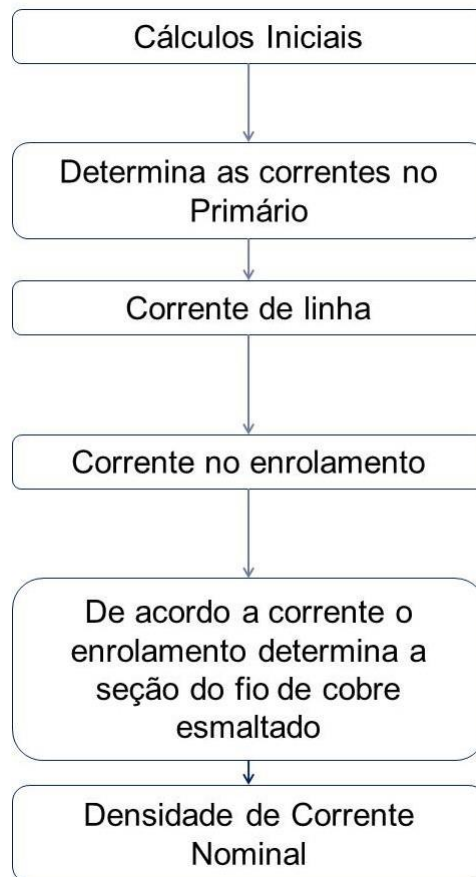 Cálculos Iniciais
Determina as correntes no
Primário
Corrente de linha
Corrente no enrolamento
De acordo a corrente o
enrolamento determina a
seção do fio de cobre
esmaltado
Densidade de Corrente
Nominal